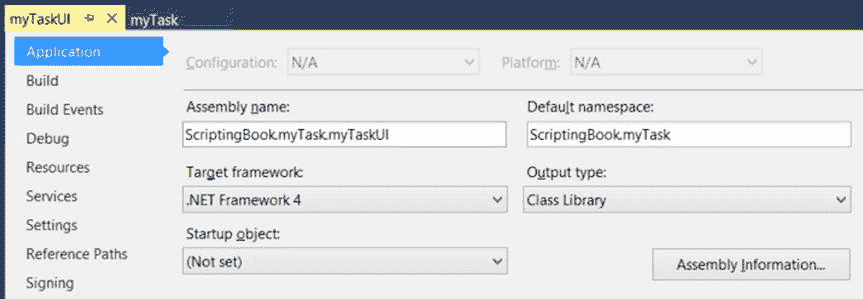 myTaskUI myTask
Application
Configuration: N/A Platform: N/A
Build
Build Events
Assembly name: Default namespace:
Debug
ScriptingBook.myTask.myTaskUI ScriptingBook.myTask
Resources
Target framework: Output type:
Services
.NET Framework 4 Class Library
Settings
Startup object:
Reference Paths
(Not set) Assembly Information...
Signing